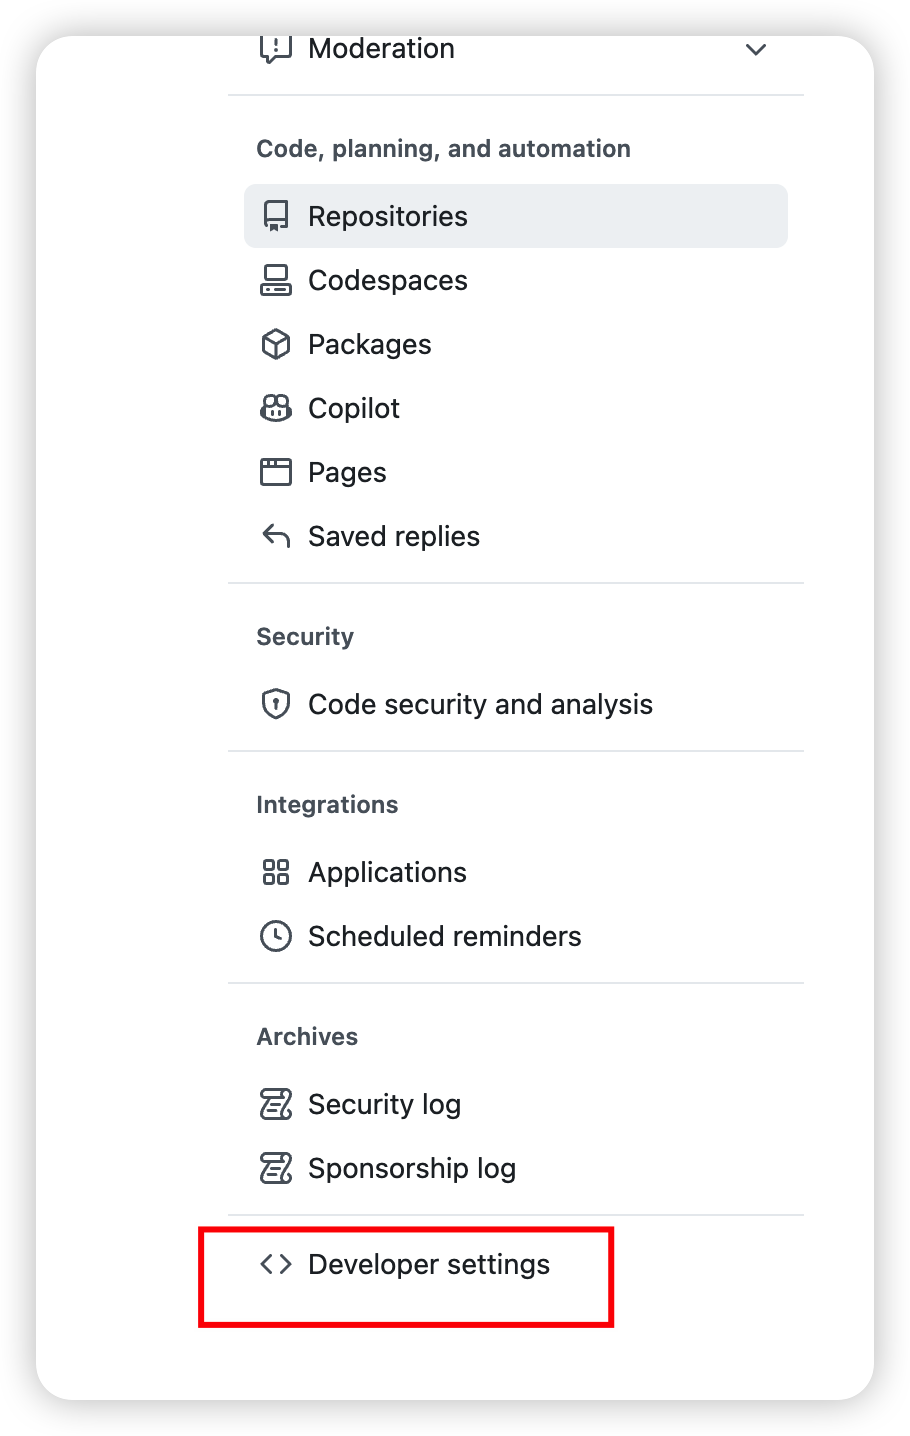 Moderation
Code, planning, and automation
Repositories
Codespaces
Packages
Copilot
Pages
Saved replies
Security
Code security and analysis
Integrations
Applications
Scheduled reminders
Archives
Security log
Sponsorship log
Developer settings